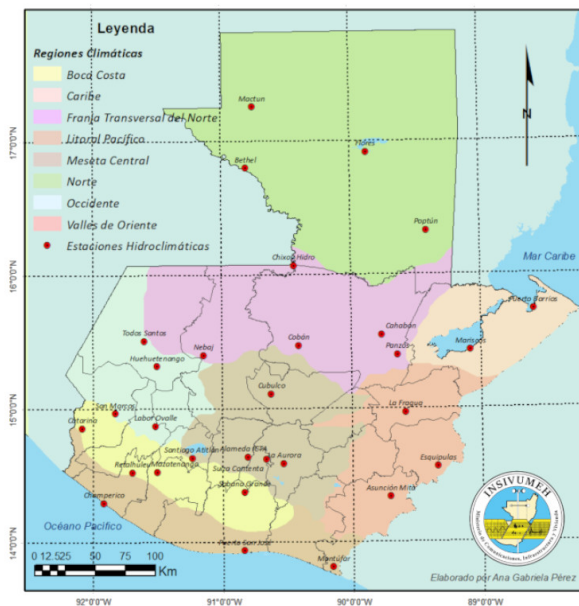 Leyenda
Regiones Climáticas
Boca Costa
Caribe
Franja Transversal del Norte
Litoral Pacífico
Meseta Central
Norte
Occidente
Valles de Oriente
Estaciones Hidroclimáticas
N
Mactun
Flores
Bethel
Poptún
Chixoy Hidro
Mar Caribe
Puerto Barrios
Todos Santos
Nebaj
Cobán
Cahabón
Panzós
Mariscos
Huehuetenango
Cubulco
San Marcos
Labor Ovalle
La Fragua
Catarina
Santiago Atitlán
Alameda ICTA
La Aurora
Esquipulas
Retalhuleu
Mazatenango
Suiza Contenta
Sabana Grande
Asunción Mita
Champerico
Océano Pacífico
Puerto San José
Montúfar
INSIVUMEH
0 12.525 50 75 100
Km
Elaborado por Ana Gabriela Pérez
17°0'0"N
16°0'0"N
15°0'0"N
14°0'0"N
92°0'0"W
91°0'0"W
90°0'0"W
89°0'0"W